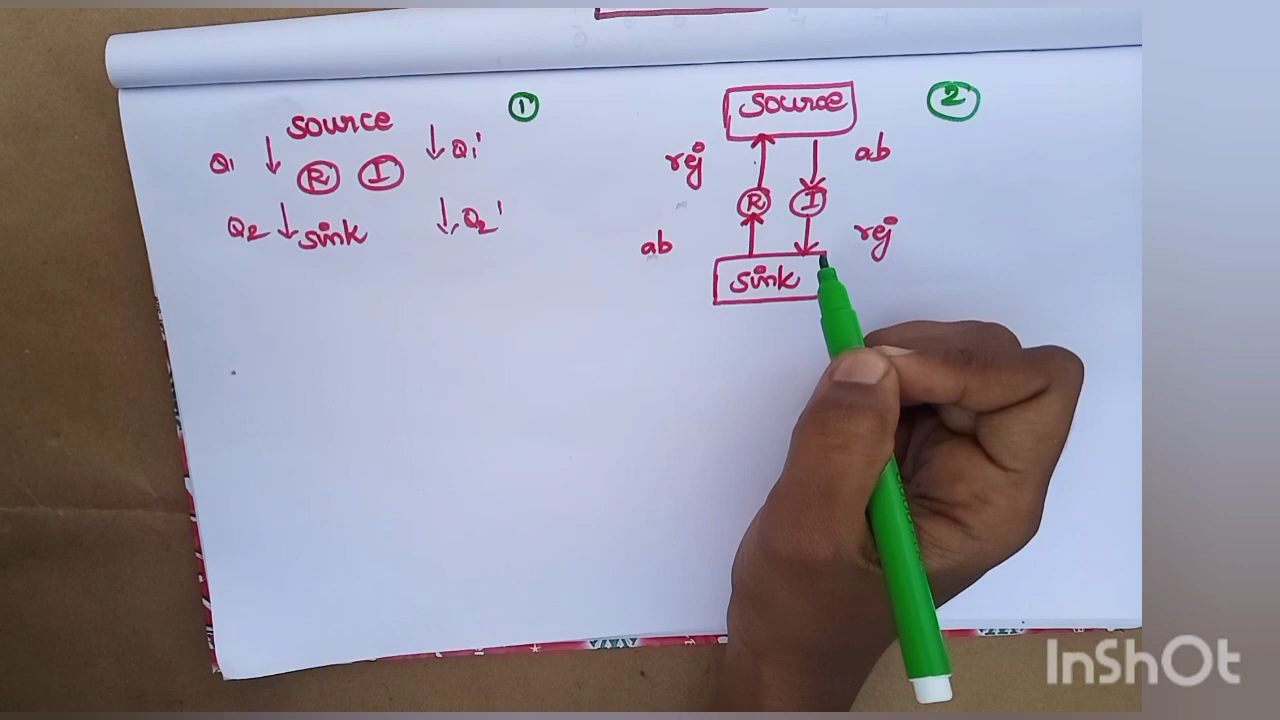 ①
source
Q₁ ↓ Ⓡ Ⓘ ↓ Q₁'
Q₂ ↓ sink ↓ Q₂'
②
source
rej ab
Ⓡ Ⓘ
ab rej
sink
InShOt